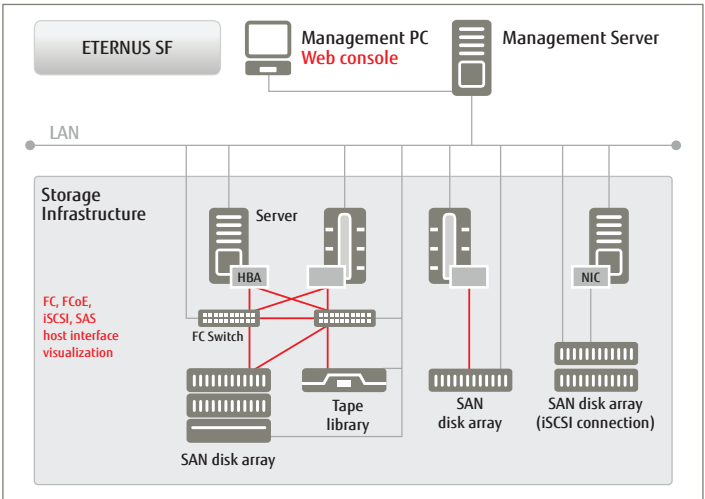 ETERNUS SF
Management PC
Web console
Management Server
LAN
Storage
Infrastructure
Server
HBA
NIC
FC, FCoE,
iSCSI, SAS
host interface
visualization
FC Switch
Tape
library
SAN
disk array
SAN disk array
(iSCSI connection)
SAN disk array